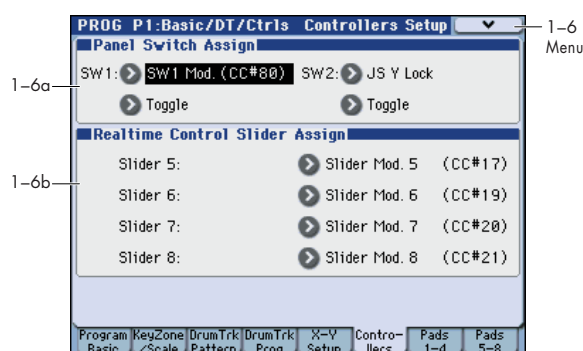 PROG P1:Basic/DT/Ctrls Controllers Setup
1–6
Menu
Panel Switch Assign
1–6a
SW1: SW1 Mod. (CC#80) SW2: JS Y Lock
Toggle Toggle
Realtime Control Slider Assign
1–6b
Slider 5: Slider Mod. 5 (CC#17)
Slider 6: Slider Mod. 6 (CC#19)
Slider 7: Slider Mod. 7 (CC#20)
Slider 8: Slider Mod. 8 (CC#21)
Program KeyZone DrumTrk DrumTrk X–Y Contro– Pads Pads
Basic /Scale Pattern Prog Setup llers 1–4 5–8